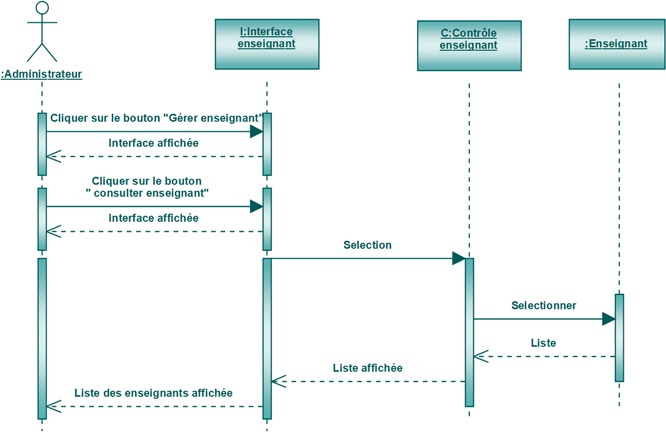 :Administrateur
I:Interface
enseignant
C:Contrôle
enseignant
:Enseignant
Cliquer sur le bouton "Gérer enseignant"
Interface affichée
Cliquer sur le bouton
" consulter enseignant"
Interface affichée
Selection
Selectionner
Liste
Liste affichée
Liste des enseignants affichée